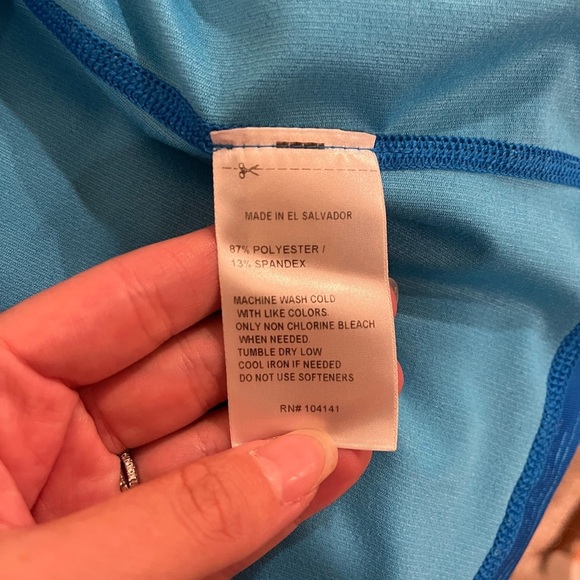 MADE IN EL SALVADOR
87% POLYESTER /
13% SPANDEX
MACHINE WASH COLD
WITH LIKE COLORS
ONLY NON CHLORINE BLEACH
WHEN NEEDED
TUMBLE DRY LOW
COOL IRON IF NEEDED
DO NOT USE SOFTENERS
RN# 104141